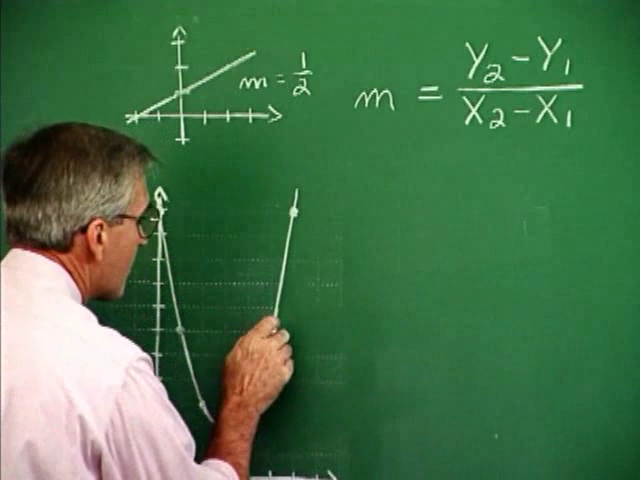 m = 1/2
m = Y₂ - Y₁ / X₂ - X₁